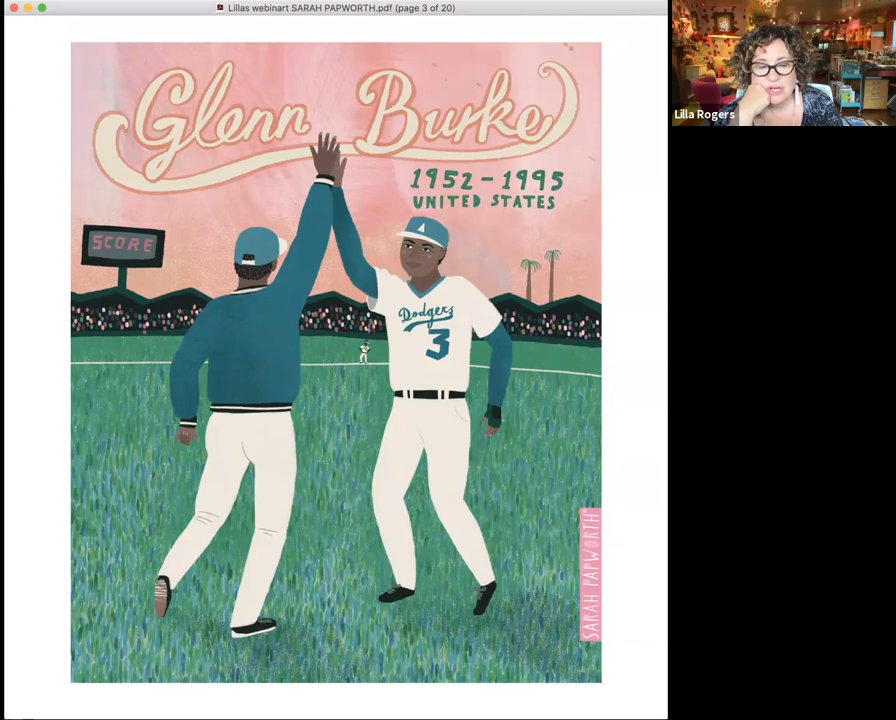 Lillas webinart SARAH PAPWORTH.pdf (page 3 of 20)
Lilla Rogers
Glenn Burke
1952 - 1995
UNITED STATES
SCORE
Dodgers
3
SARAH PAPWORTH